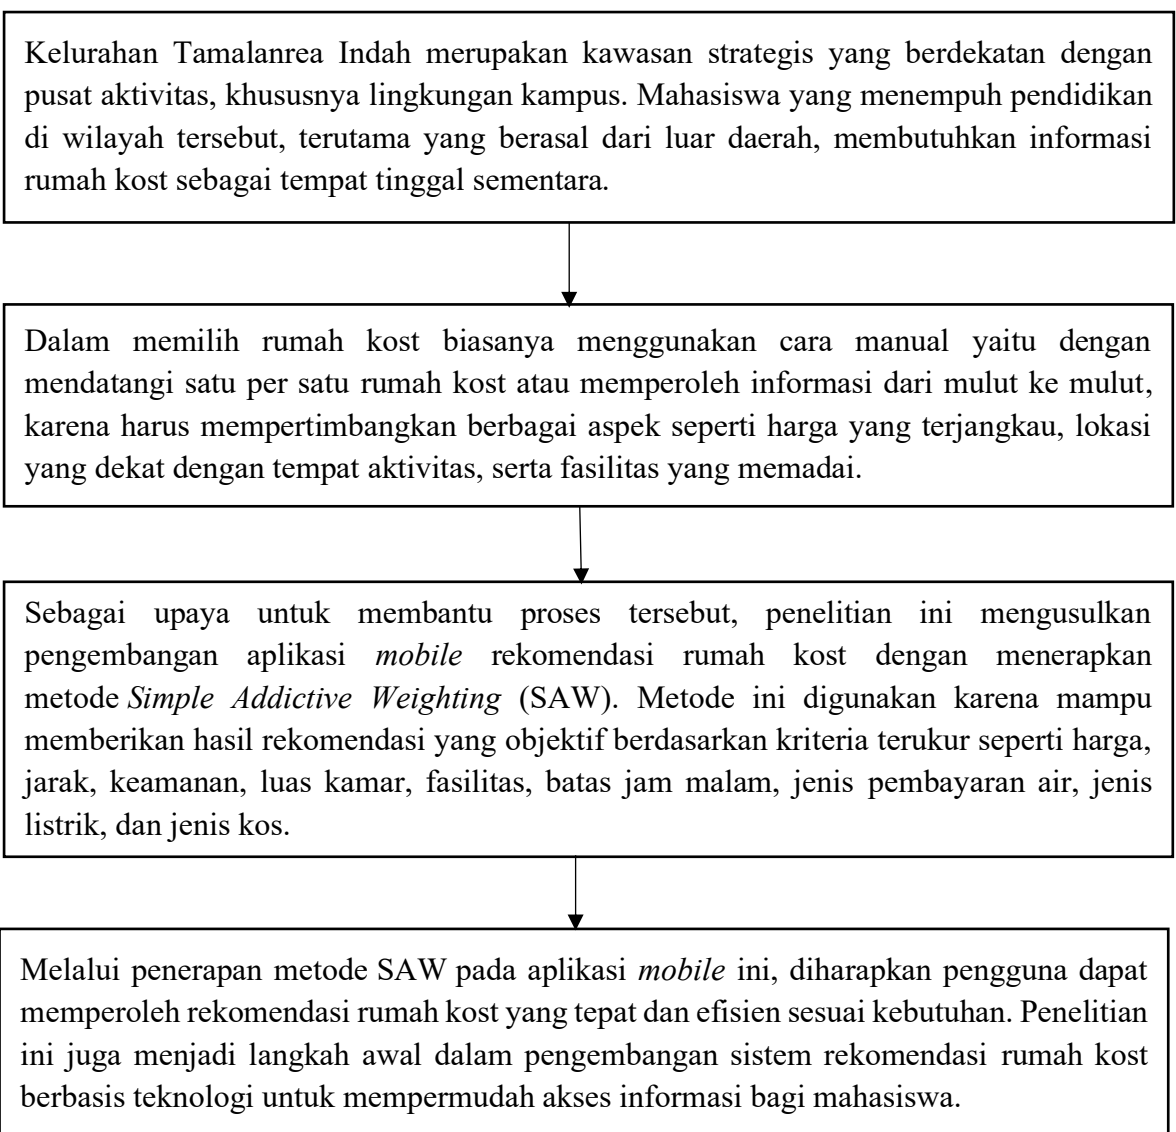 Kelurahan Tamalanrea Indah merupakan kawasan strategis yang berdekatan dengan
pusat aktivitas, khususnya lingkungan kampus. Mahasiswa yang menempuh pendidikan
di wilayah tersebut, terutama yang berasal dari luar daerah, membutuhkan informasi
rumah kost sebagai tempat tinggal sementara.
Dalam memilih rumah kost biasanya menggunakan cara manual yaitu dengan
mendatangi satu per satu rumah kost atau memperoleh informasi dari mulut ke mulut,
karena harus mempertimbangkan berbagai aspek seperti harga yang terjangkau, lokasi
yang dekat dengan tempat aktivitas, serta fasilitas yang memadai.
Sebagai upaya untuk membantu proses tersebut, penelitian ini mengusulkan
pengembangan aplikasi mobile rekomendasi rumah kost dengan menerapkan
metode Simple Addictive Weighting (SAW). Metode ini digunakan karena mampu
memberikan hasil rekomendasi yang objektif berdasarkan kriteria terukur seperti harga,
jarak, keamanan, luas kamar, fasilitas, batas jam malam, jenis pembayaran air, jenis
listrik, dan jenis kos.
Melalui penerapan metode SAW pada aplikasi mobile ini, diharapkan pengguna dapat
memperoleh rekomendasi rumah kost yang tepat dan efisien sesuai kebutuhan. Penelitian
ini juga menjadi langkah awal dalam pengembangan sistem rekomendasi rumah kost
berbasis teknologi untuk mempermudah akses informasi bagi mahasiswa.